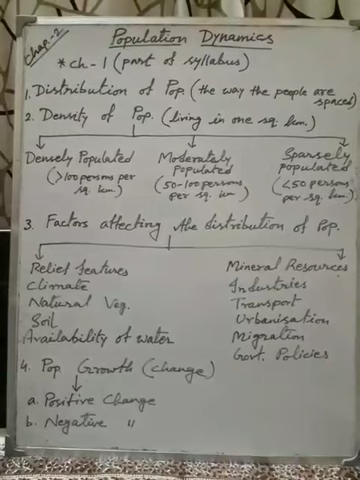 Chap.-2
Population Dynamics
* ch.-1 (part of syllabus)
1. Distribution of Pop. (the way the people are spaced)
2. Density of Pop. (living in one sq. km.)
Densely Populated (>100 persons per sq. km.)
Moderately Populated (50-100 persons per sq. km
Sparsely populated (<50 persons per sq. km.)
3. Factors affecting the distribution of Pop.
Relief features
Climate
Natural Veg.
Soil
Availability of water
Mineral Resources
Industries
Transport
Urbanisation
Migration
Govt. Policies
4. Pop Growth (change)
a. Positive Change
b. Negative "